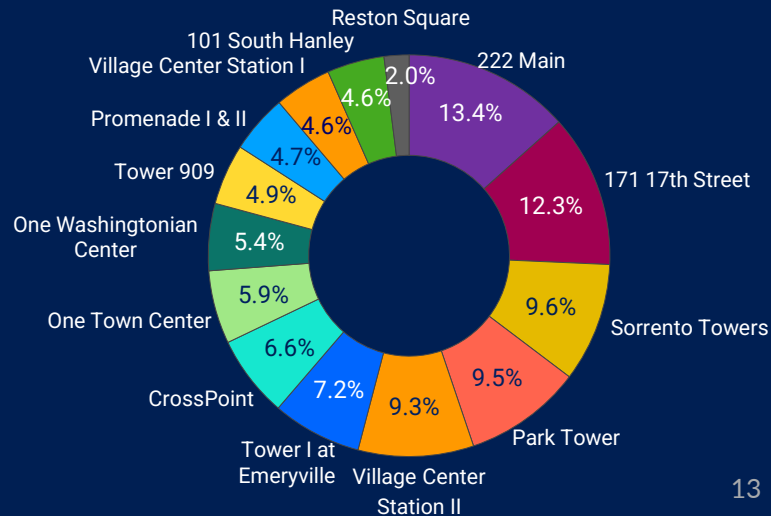 Reston Square
101 South Hanley
222 Main
Village Center Station I
2.0%
4.6%
13.4%
Promenade I & II
4.6%
4.7%
Tower 909
171 17th Street
4.9%
12.3%
One Washingtonian
Center
5.4%
5.9%
9.6%
One Town Center
Sorrento Towers
6.6%
9.5%
7.2%
9.3%
CrossPoint
Park Tower
Tower I at
Emeryville
Village Center
Station II
13